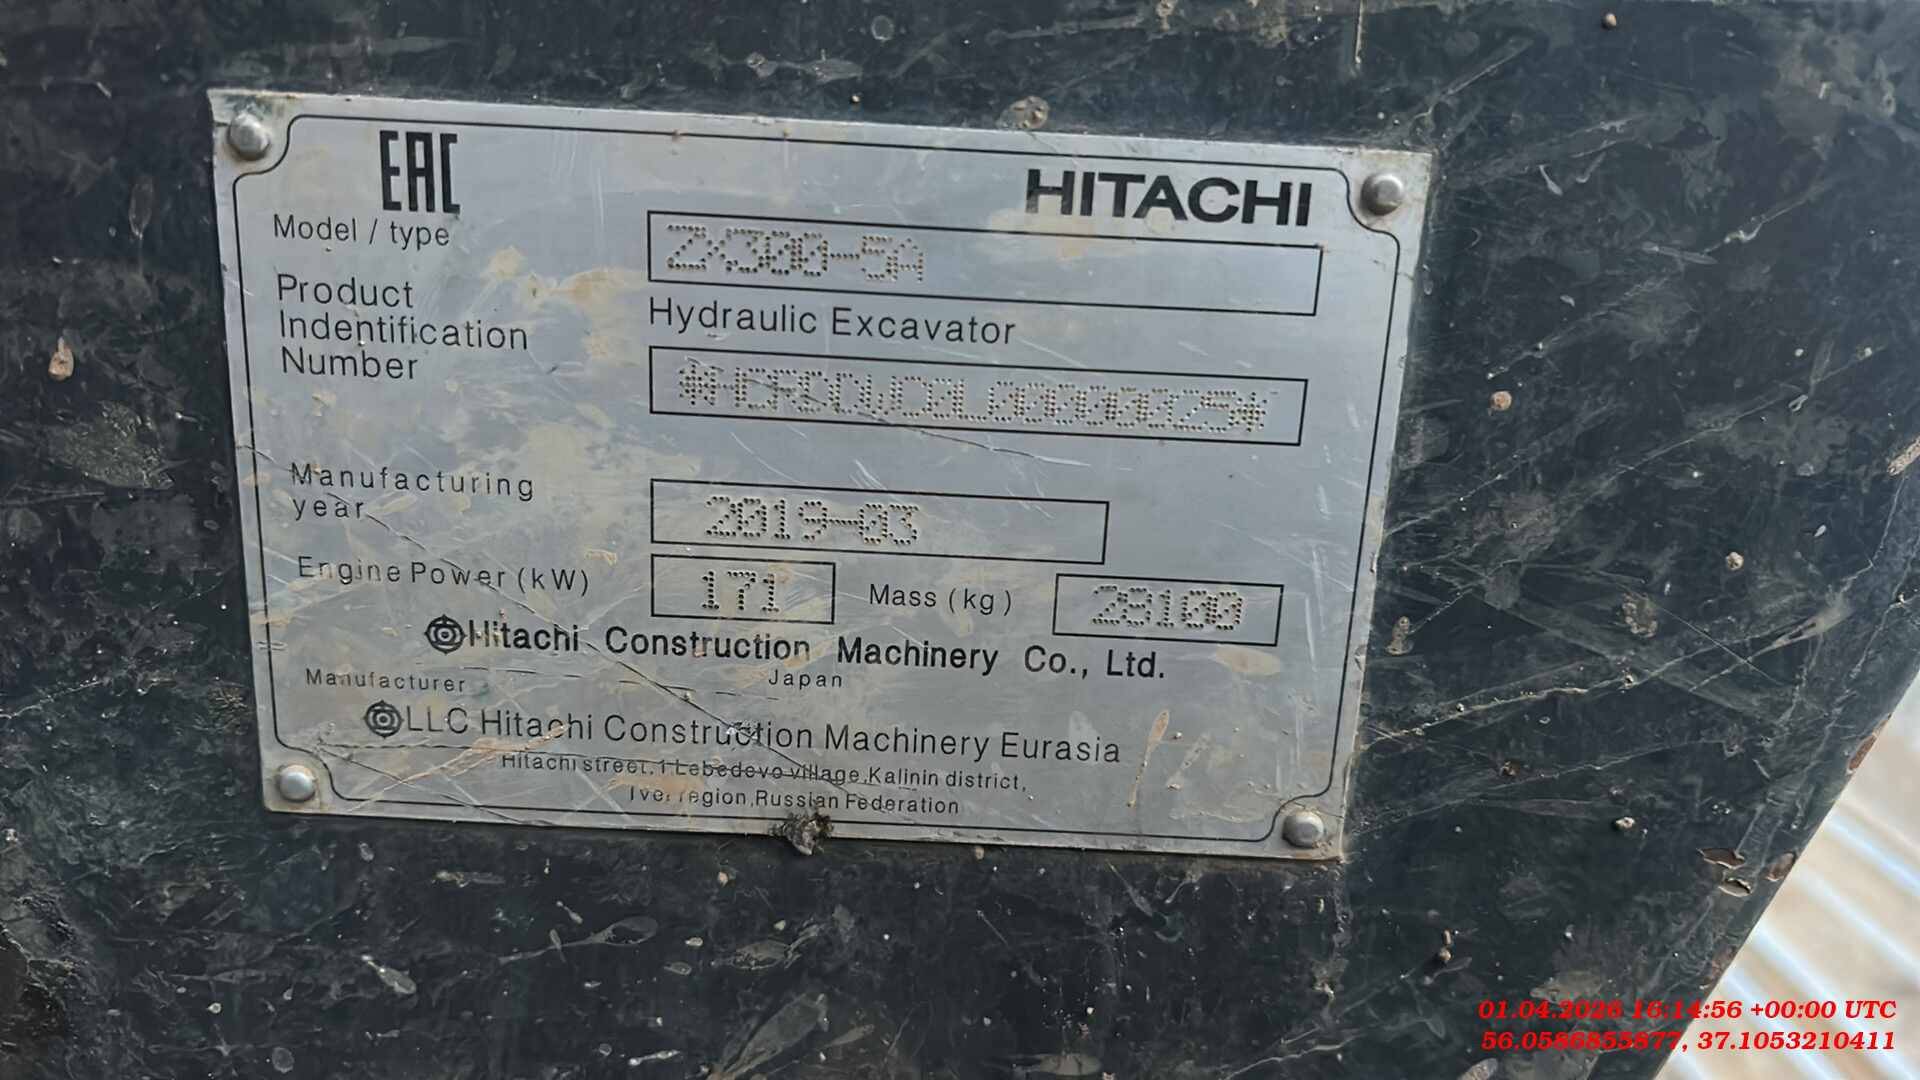 EAC
HITACHI
Model / type
ZX300-5A
Hydraulic Excavator
Product
Indentification
Number
Manufacturing
year
2019-03
Engine Power (kW)
171
Mass (kg)
28100
Hitachi Construction Machinery Co., Ltd.
Manufacturer
Japan
LLC Hitachi Construction Machinery Eurasia
Hitachi street,1 Lebedevo village,Kalinin district,
Tver region,Russian Federation
01.04.2026 16:14:56 +00:00 UTC
56.0586855877, 37.1053210411